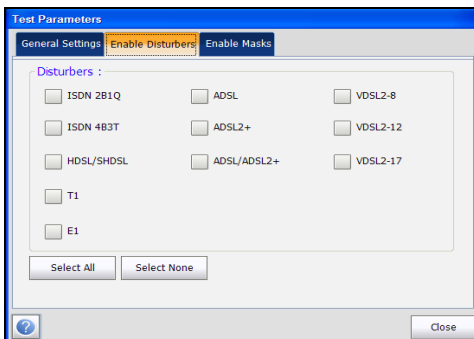 Test Parameters
General Settings Enable Disturbers Enable Masks
Disturbers :
ISDN 2B1Q ADSL VDSL2-8
ISDN 4B3T ADSL2+ VDSL2-12
HDSL/SHDSL ADSL/ADSL2+ VDSL2-17
T1
E1
Select All Select None
? Close